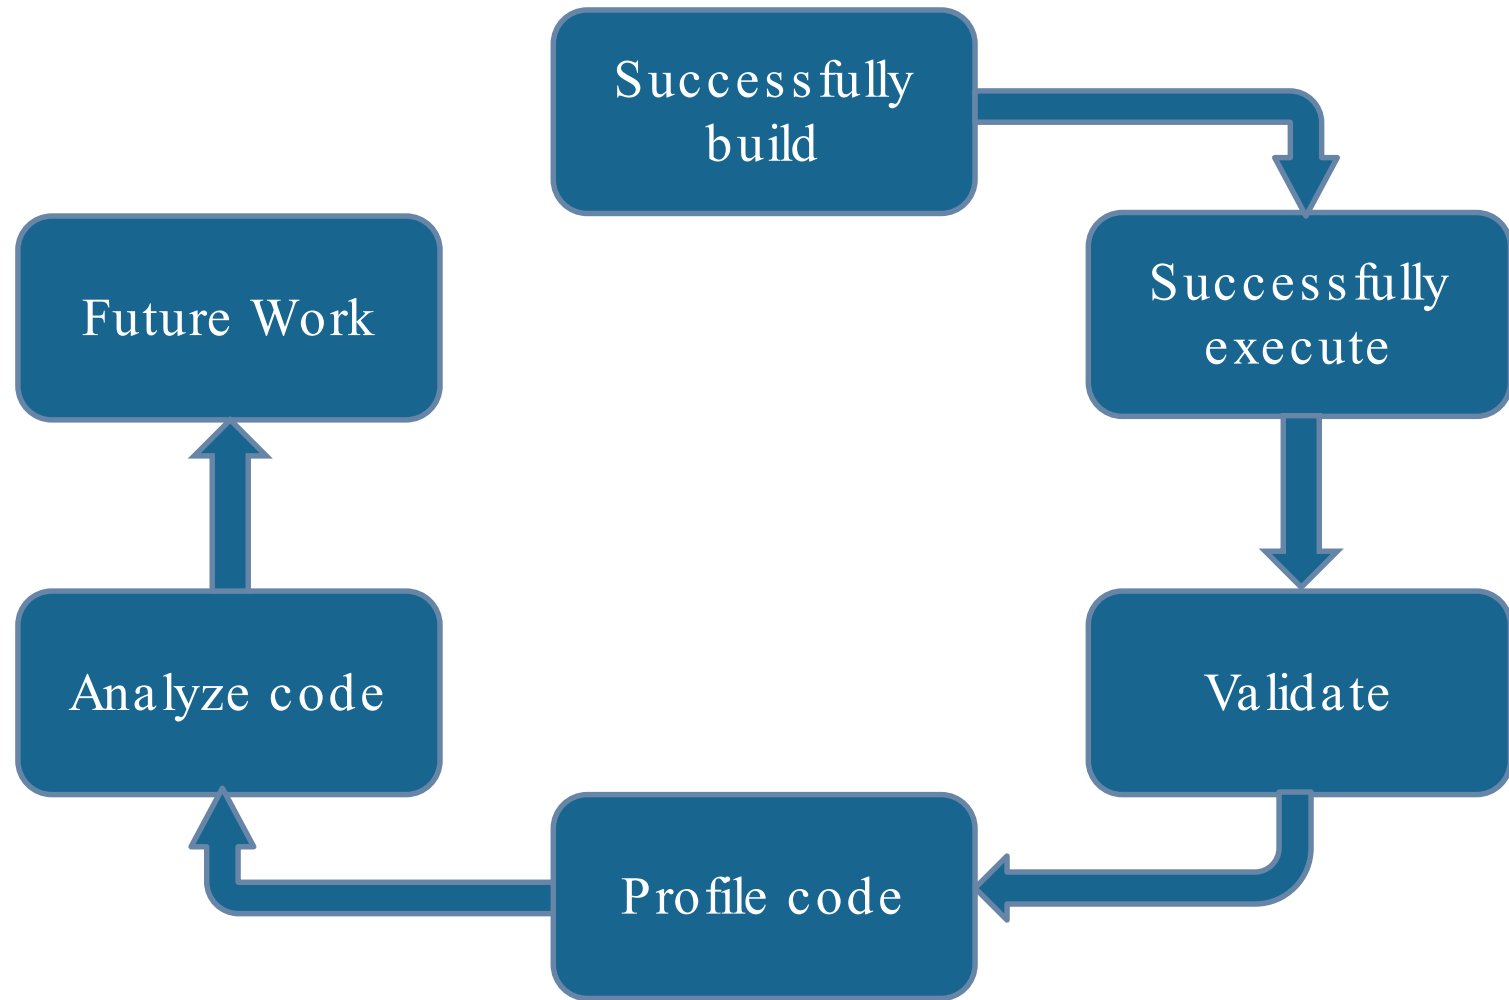 Successfully
build
Successfully
execute
Validate
Profile code
Analyze code
Future Work